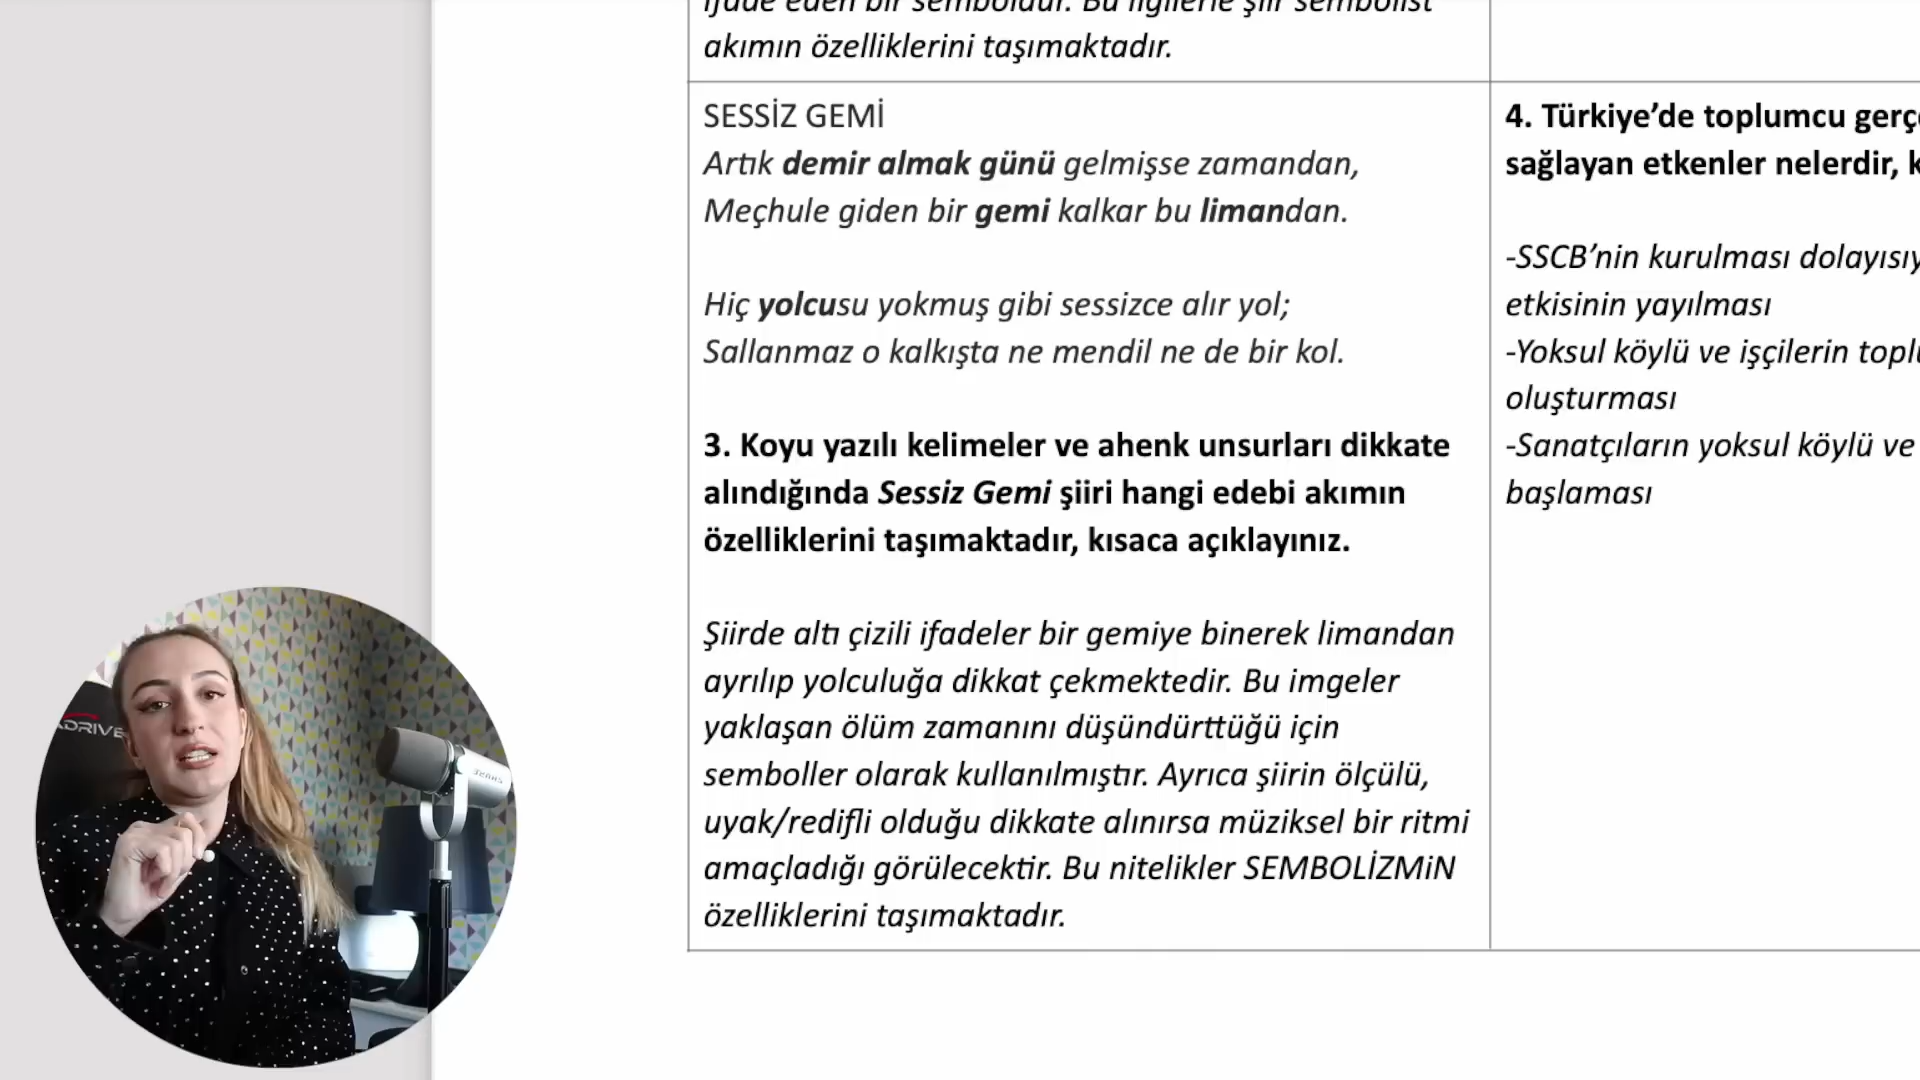 ifade eden bir semboldür. Bu ilgilerle şiir sembolist
akımın özelliklerini taşımaktadır.
SESSİZ GEMİ
Artık demir almak günü gelmişse zamandan,
Meçhule giden bir gemi kalkar bu limandan.
Hiç yolcusu yokmuş gibi sessizce alır yol;
Sallanmaz o kalkışta ne mendil ne de bir kol.
3. Koyu yazılı kelimeler ve ahenk unsurları dikkate
alındığında Sessiz Gemi şiiri hangi edebi akımın
özelliklerini taşımaktadır, kısaca açıklayınız.
Şiirde altı çizili ifadeler bir gemiye binerek limandan
ayrılıp yolculuğa dikkat çekmektedir. Bu imgeler
yaklaşan ölüm zamanını düşündürttüğü için
semboller olarak kullanılmıştır. Ayrıca şiirin ölçülü,
uyak/redifli olduğu dikkate alınırsa müziksel bir ritmi
amaçladığı görülecektir. Bu nitelikler SEMBOLİZMiN
özelliklerini taşımaktadır.
4. Türkiye’de toplumcu gerç
sağlayan etkenler nelerdir, k
-SSCB’nin kurulması dolayısıy
etkisinin yayılması
-Yoksul köylü ve işçilerin topl
oluşturması
-Sanatçıların yoksul köylü ve
başlaması